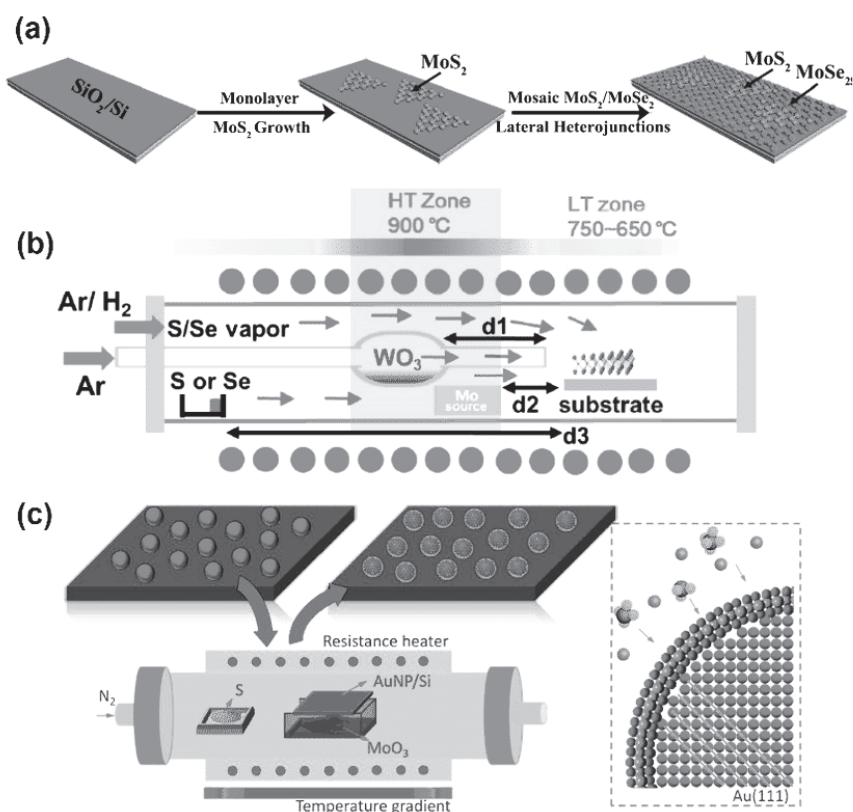 (a)
SiO2/Si
Monolayer
MoS2 Growth
MoS2
Mosaic MoS2/MoSe2
Lateral Heterojunctions
MoS2
MoSe2
(b)
HT Zone
900 °C
LT zone
750~650°C
Ar/ H2
S/Se vapor
d1
Ar
WO3
S or Se
Mo
source
d2
substrate
d3
(c)
Resistance heater
N2
S
AuNP/Si
MoO3
Temperature gradient
Au(111)